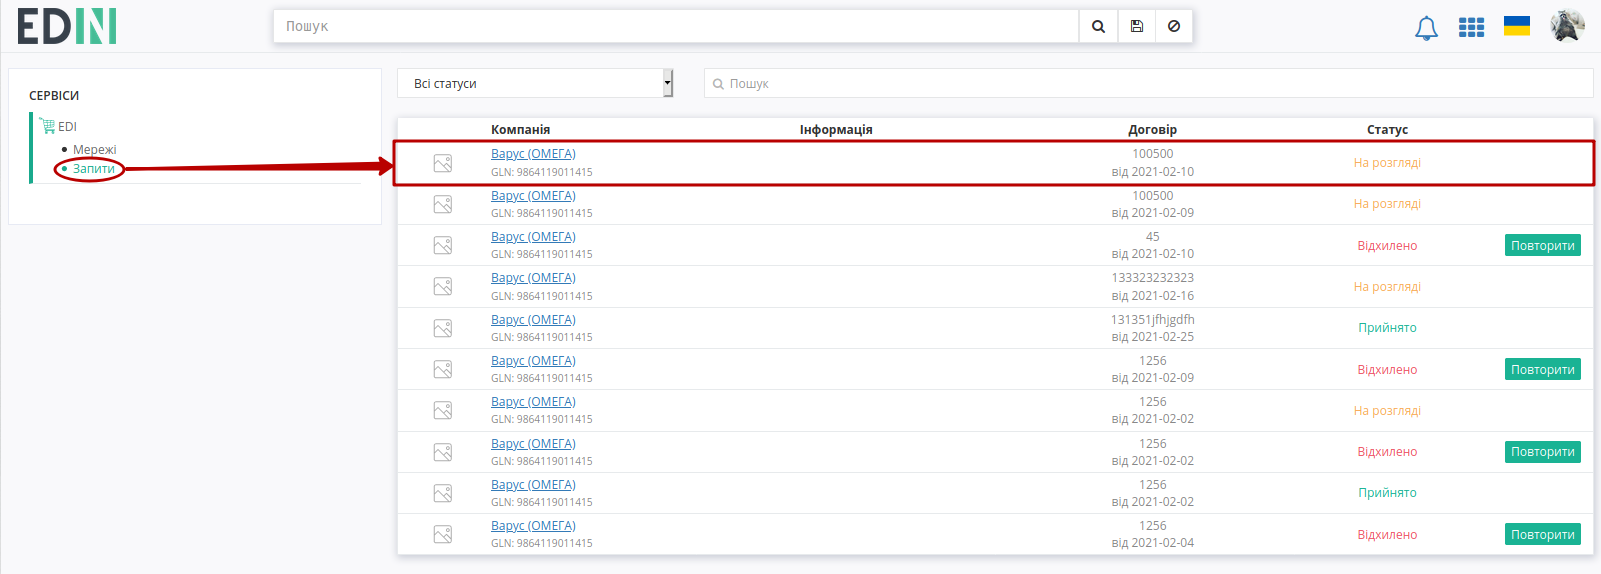 EDIN
Пошук
СЕРВІСИ
EDI
Мережі
Запити
Всі статуси
Пошук
Компанія Інформація Договір Статус
Варус (ОМЕГА) 100500 На розгляді
GLN: 9864119011415 від 2021-02-10
Варус (ОМЕГА) 100500 На розгляді
GLN: 9864119011415 від 2021-02-09
Варус (ОМЕГА) 45 Відхилено Повторити
GLN: 9864119011415 від 2021-02-10
Варус (ОМЕГА) 133323232323 На розгляді
GLN: 9864119011415 від 2021-02-16
Варус (ОМЕГА) 131351jfhjgdfh Прийнято
GLN: 9864119011415 від 2021-02-25
Варус (ОМЕГА) 1256 Відхилено Повторити
GLN: 9864119011415 від 2021-02-09
Варус (ОМЕГА) 1256 На розгляді
GLN: 9864119011415 від 2021-02-02
Варус (ОМЕГА) 1256 Відхилено Повторити
GLN: 9864119011415 від 2021-02-02
Варус (ОМЕГА) 1256 Прийнято
GLN: 9864119011415 від 2021-02-02
Варус (ОМЕГА) 1256 Відхилено Повторити
GLN: 9864119011415 від 2021-02-04